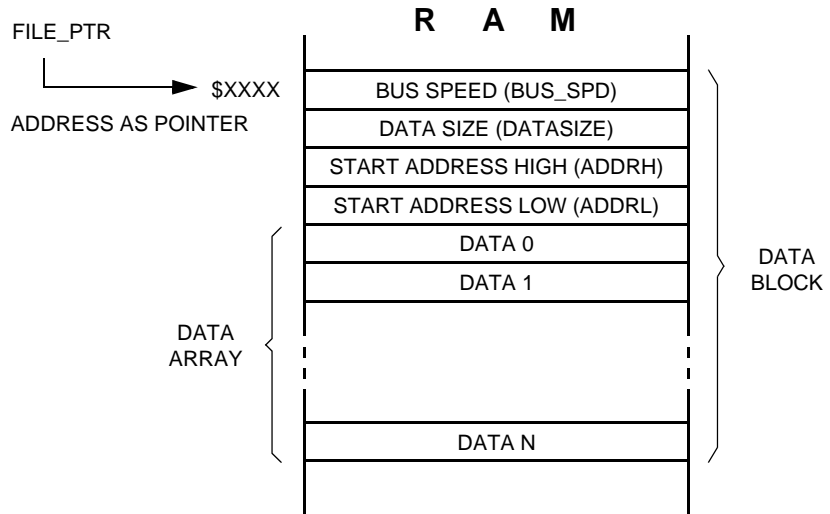 R A M
FILE_PTR
$XXXX
ADDRESS AS POINTER
BUS SPEED (BUS_SPD)
DATA SIZE (DATASIZE)
START ADDRESS HIGH (ADDRH)
START ADDRESS LOW (ADDRL)
DATA 0
DATA 1
DATA
BLOCK
DATA
ARRAY
DATA N